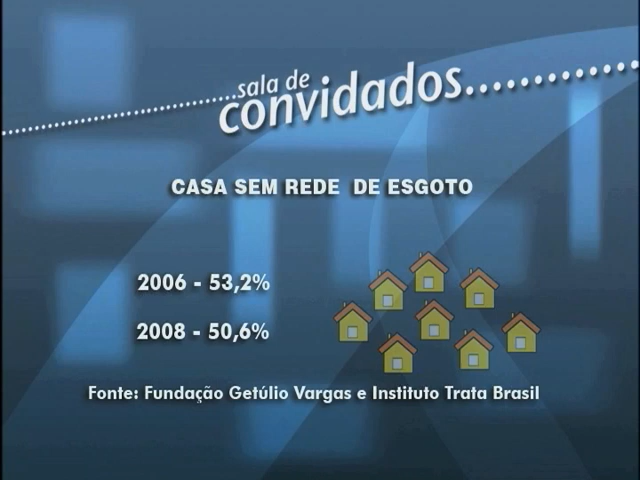 sala de
convidados
CASA SEM REDE DE ESGOTO
2006 - 53,2%
2008 - 50,6%
Fonte: Fundação Getúlio Vargas e Instituto Trata Brasil